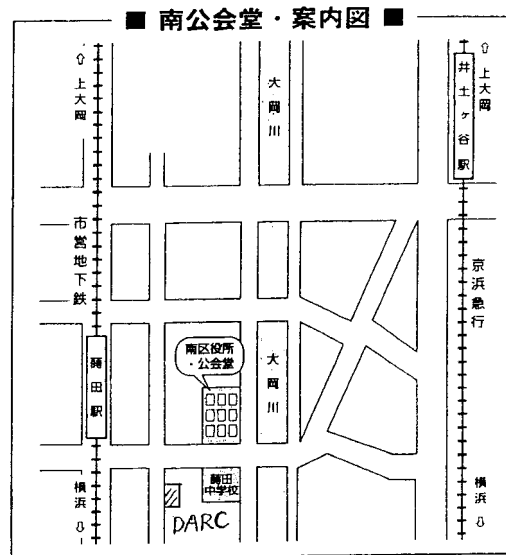 ■ 南公会堂・案内図 ■
⇧ 上大岡
大岡川
井土ヶ谷駅
⇧ 上大岡
市営地下鉄
京浜急行
南区役所
・公会堂
蒔田駅
大岡川
蒔田
中学校
横浜 ⇩
DARC
横浜 ⇩